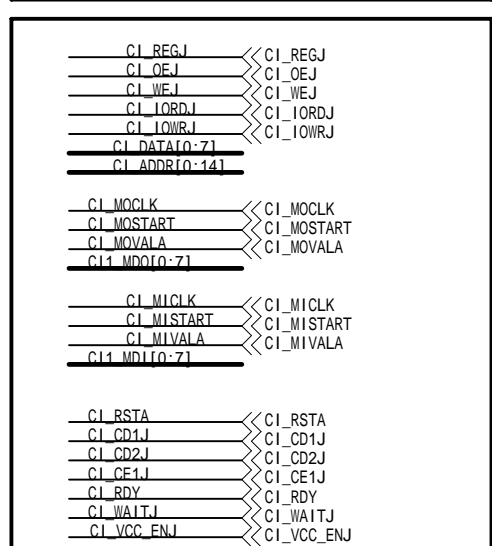 CI_REGJ CI_REGJ
CI_OEJ CI_OEJ
CI_WEJ CI_WEJ
CI_IORDJ CI_IORDJ
CI_IOWRJ CI_IOWRJ
CI_DATA[0:7]
CI_ADDR[0:14]
CI_MOCLK CI_MOCLK
CI_MOSTART CI_MOSTART
CI_MOVALA CI_MOVALA
CI1_MDO[0:7]
CI_MICLK CI_MICLK
CI_MISTART CI_MISTART
CI_MIVALA CI_MIVALA
CI1_MDI[0:7]
CI_RSTA CI_RSTA
CI_CD1J CI_CD1J
CI_CD2J CI_CD2J
CI_CE1J CI_CE1J
CI_RDY CI_RDY
CI_WAITJ CI_WAITJ
CI_VCC_ENJ CI_VCC_ENJ